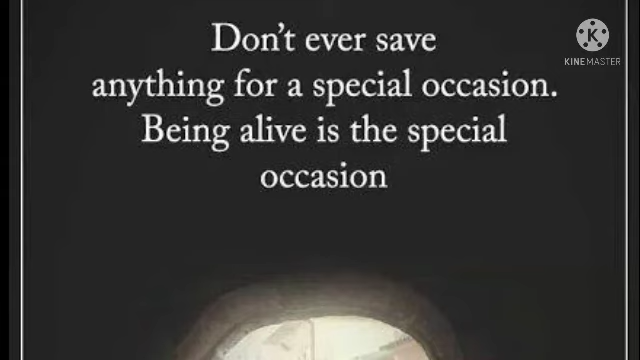 Don't ever save
anything for a special occasion.
Being alive is the special
occasion
K
KINEMASTER